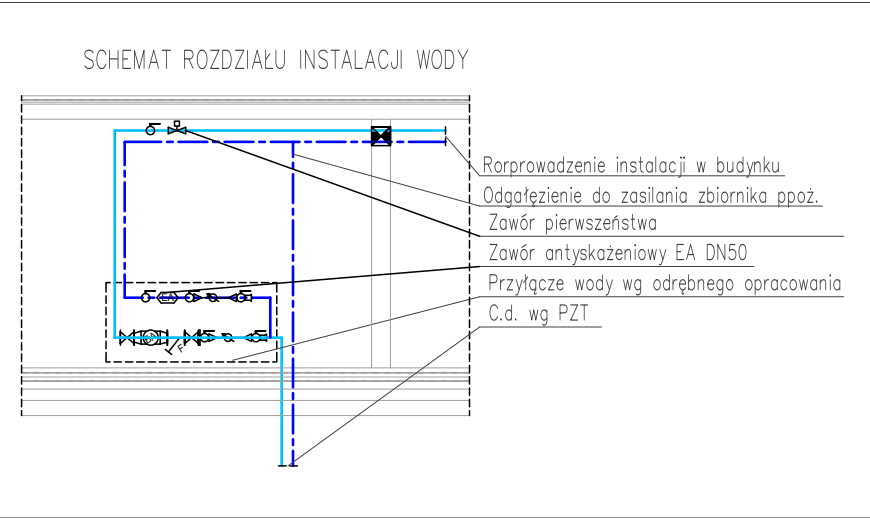 SCHEMAT ROZDZIAŁU INSTALACJI WODY
Rorprowadzenie instalacji w budynku
Odgałęzienie do zasilania zbiornika ppoż.
Zawór pierwszeństwa
Zawór antyskażeniowy EA DN50
Przyłącze wody wg odrębnego opracowania
C.d. wg PZT
EA
F